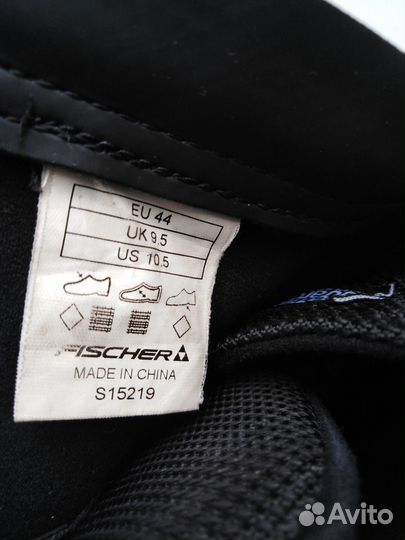 EU 44
UK 9.5
US 10.5
FISCHER
MADE IN CHINA
S15219
Avito